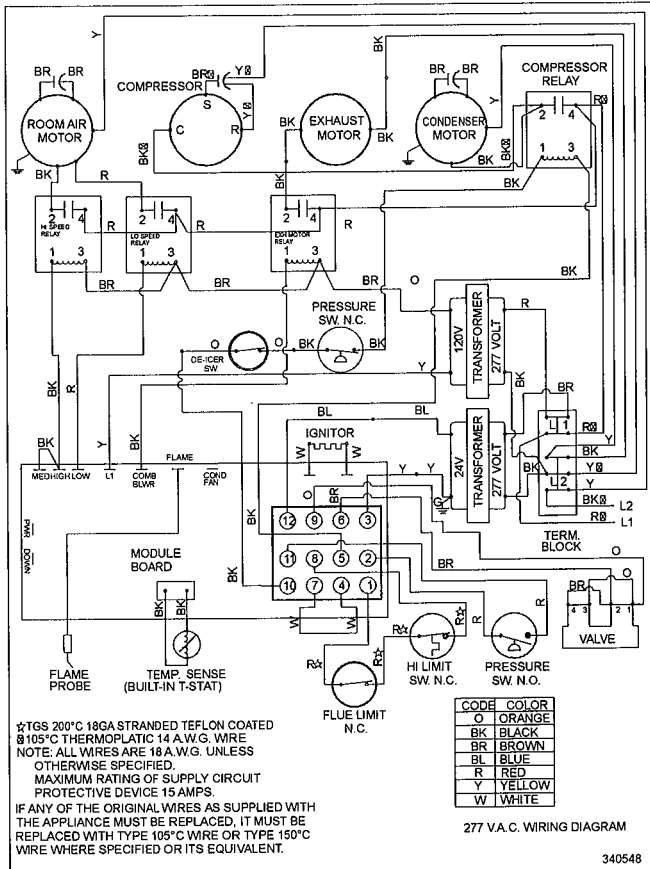 COMPRESSOR
BR BR
BR⊠ Y⊠
BR BR
COMPRESSOR
RELAY
Y
BK
Y
ROOM AIR
MOTOR
S
C R
Y⊠
BK⊠
EXHAUST
MOTOR
BK BK
CONDENSER
MOTOR
2 4
R⊠
BK BK⊠
1 3
BK
BK R
R
BK
2 4
HI SPEED
RELAY
1 3
R
2 4
LO SPEED
RELAY
1 3
R
2 4
EXH MOTOR
RELAY
1 3
R
BR BR BR O BK
PRESSURE
SW. N.C.
O O BK BK
DE-ICER
SW
120V
TRANSFORMER
277 VOLT
R
BK
BK R Y BK
Y
BL BL
24V
TRANSFORMER
277 VOLT
G
BR
L 1
L 2
R⊠
Y
BK
Y⊠
Y
BK⊠ L2
R⊠ L1
TERM.
BLOCK
BK
MEDHIGH LOW L1 COMB
BLWR
FLAME
COND
FAN
IGNITOR
W W
Y Y
O BR
12 9 6 3
11 8 5 2
10 7 4 1
BK
W W
PWR DOWN
MODULE
BOARD
BK BK
FLAME
PROBE
TEMP. SENSE
(BUILT-IN T-STAT)
BR O
BR O
4 3 2 1
VALVE
R☆ R☆ R R
HI LIMIT
SW. N.C.
PRESSURE
SW. N.O.
R☆ R☆
FLUE LIMIT
N.C.
☆TGS 200°C 18GA STRANDED TEFLON COATED
⊠105°C THERMOPLATIC 14 A.W.G. WIRE
NOTE: ALL WIRES ARE 18 A.W.G. UNLESS
OTHERWISE SPECIFIED.
MAXIMUM RATING OF SUPPLY CIRCUIT
PROTECTIVE DEVICE 15 AMPS.
IF ANY OF THE ORIGINAL WIRES AS SUPPLIED WITH
THE APPLIANCE MUST BE REPLACED, IT MUST BE
REPLACED WITH TYPE 105°C WIRE OR TYPE 150°C
WIRE WHERE SPECIFIED OR ITS EQUIVALENT.
CODE COLOR
O ORANGE
BK BLACK
BR BROWN
BL BLUE
R RED
Y YELLOW
W WHITE
277 V.A.C. WIRING DIAGRAM
340548